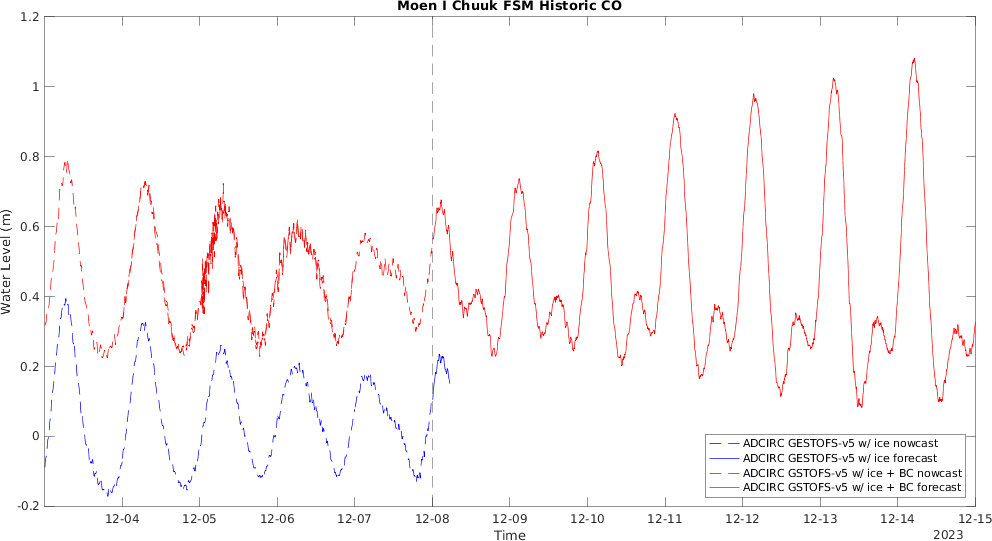 Moen I Chuuk FSM Historic CO
1.2
1
0.8
0.6
0.4
0.2
0
-0.2
Water Level (m)
ADCIRC GESTOFS-v5 w/ ice nowcast
ADCIRC GESTOFS-v5 w/ ice forecast
ADCIRC GSTOFS-v5 w/ ice + BC nowcast
ADCIRC GSTOFS-v5 w/ ice + BC forecast
12-04 12-05 12-06 12-07 12-08 12-09 12-10 12-11 12-12 12-13 12-14 12-15
Time
2023